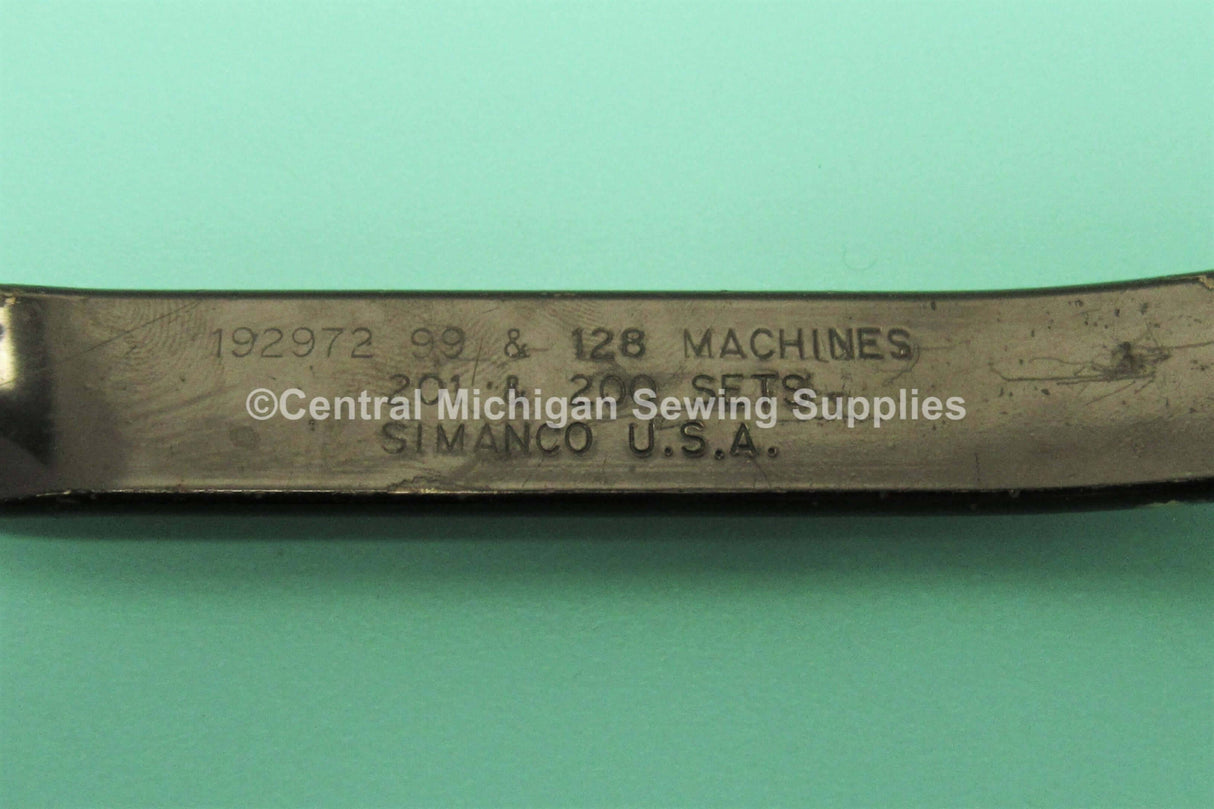 192972 99 & 128 MACHINES
201 & 200 SETS
©Central Michigan Sewing Supplies
SIMANCO U.S.A.